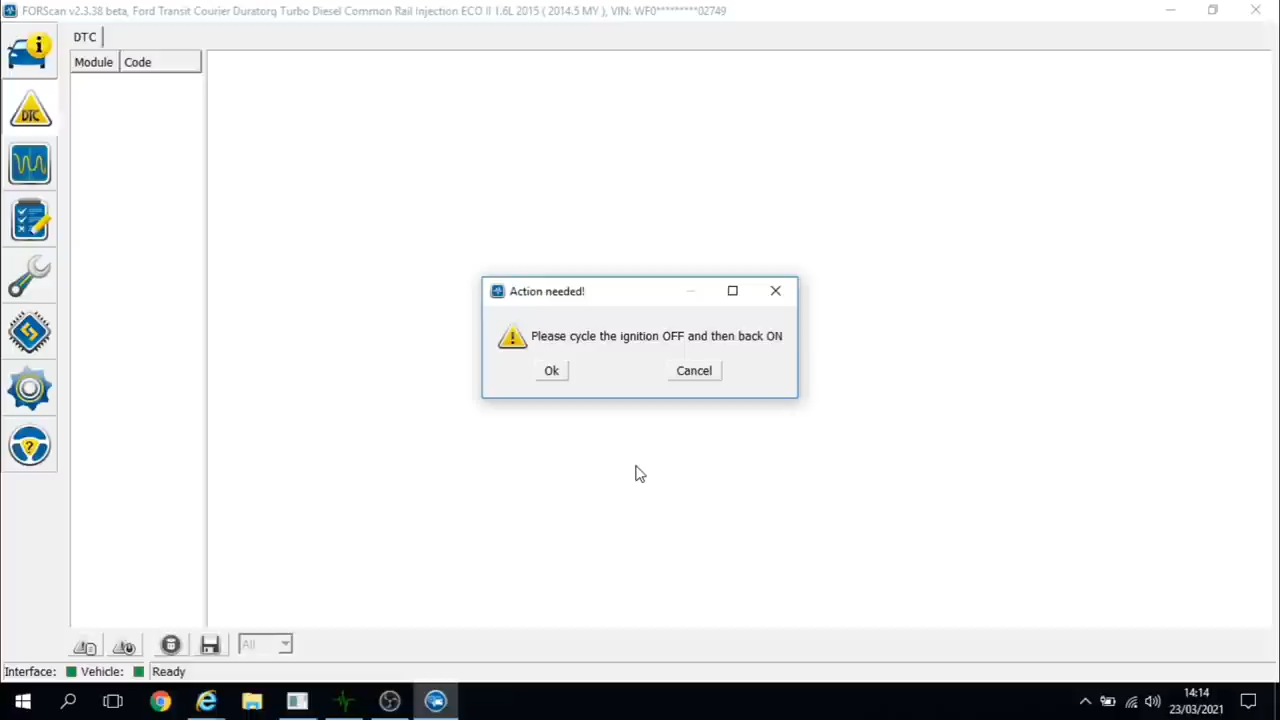 FORScan v2.3.38 beta, Ford Transit Courier Duratorq Turbo Diesel Common Rail Injection ECO II 1.6L 2015 ( 2014.5 MY ), VIN: WF0*********02749
DTC
Module Code
DTC
Action needed!
Please cycle the ignition OFF and then back ON
Ok Cancel
All
Interface: Vehicle: Ready
14:14
23/03/2021